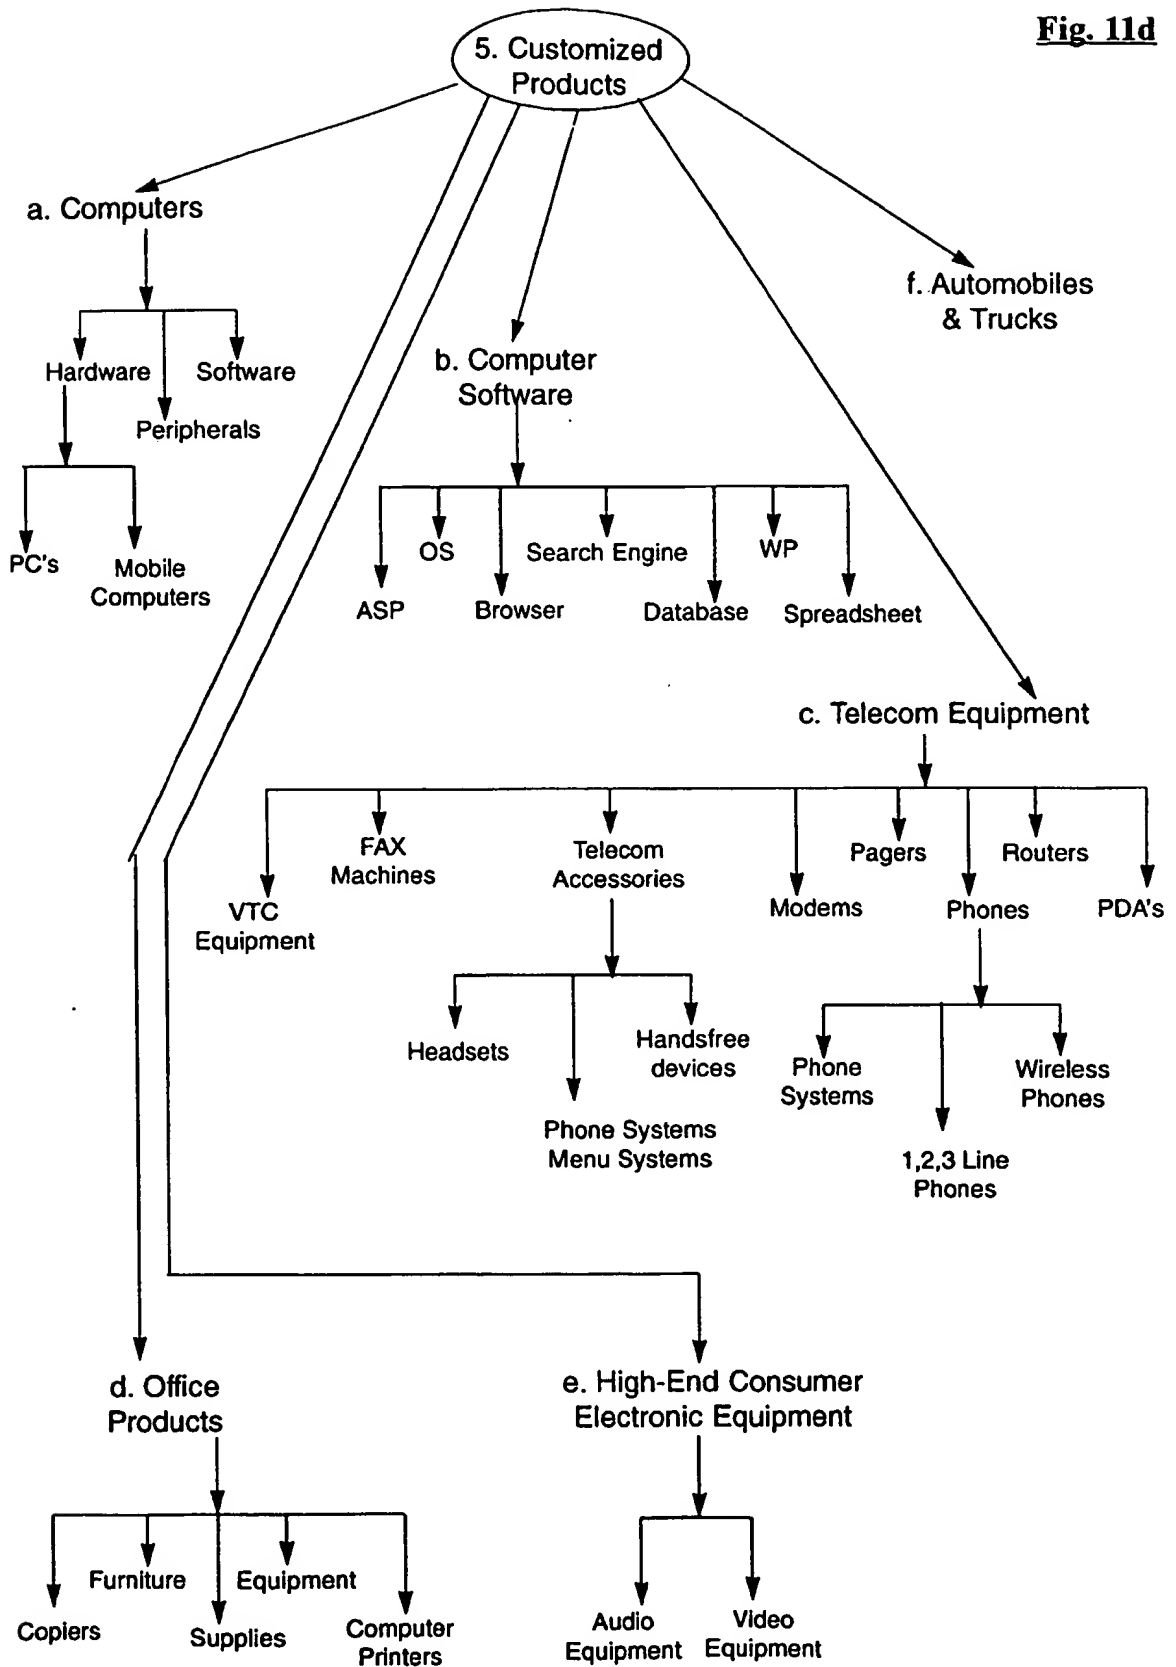 Fig. 11d
5. Customized
Products
a. Computers
f. Automobiles
& Trucks
Hardware
Software
Peripherals
b. Computer
Software
PC's
Mobile
Computers
OS
Search Engine
WP
ASP
Browser
Database
Spreadsheet
c. Telecom Equipment
FAX
Machines
Telecom
Accessories
Pagers
Routers
VTC
Equipment
Modems
Phones
PDA's
Headsets
Handsfree
devices
Phone
Systems
Wireless
Phones
Phone Systems
Menu Systems
1,2,3 Line
Phones
d. Office
Products
e. High-End Consumer
Electronic Equipment
Furniture
Equipment
Copiers
Supplies
Computer
Printers
Audio
Equipment
Video
Equipment